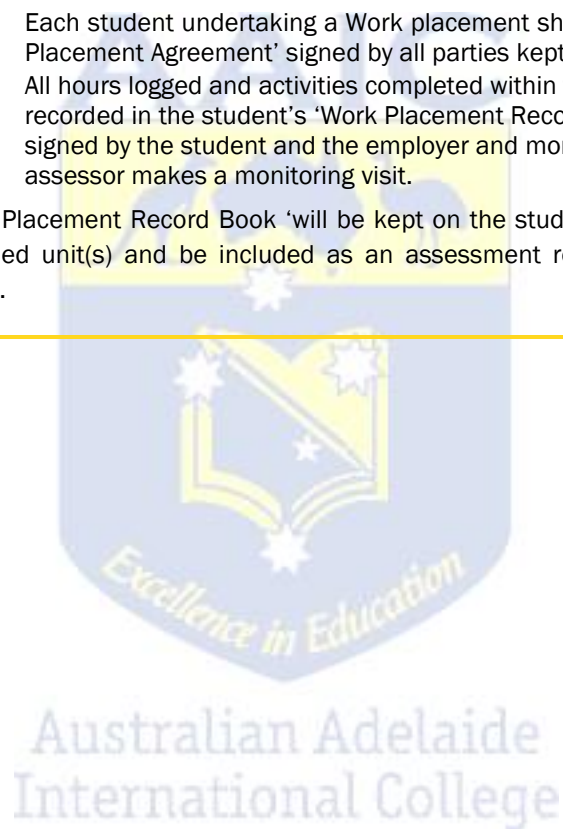 AAIC
Each student undertaking a Work placement sh
Placement Agreement’ signed by all parties kept
All hours logged and activities completed within
recorded in the student’s ‘Work Placement Reco
signed by the student and the employer and mor
assessor makes a monitoring visit.
Placement Record Book ‘will be kept on the stud
ed unit(s) and be included as an assessment re
.
Excellence in Education
Australian Adelaide
International College